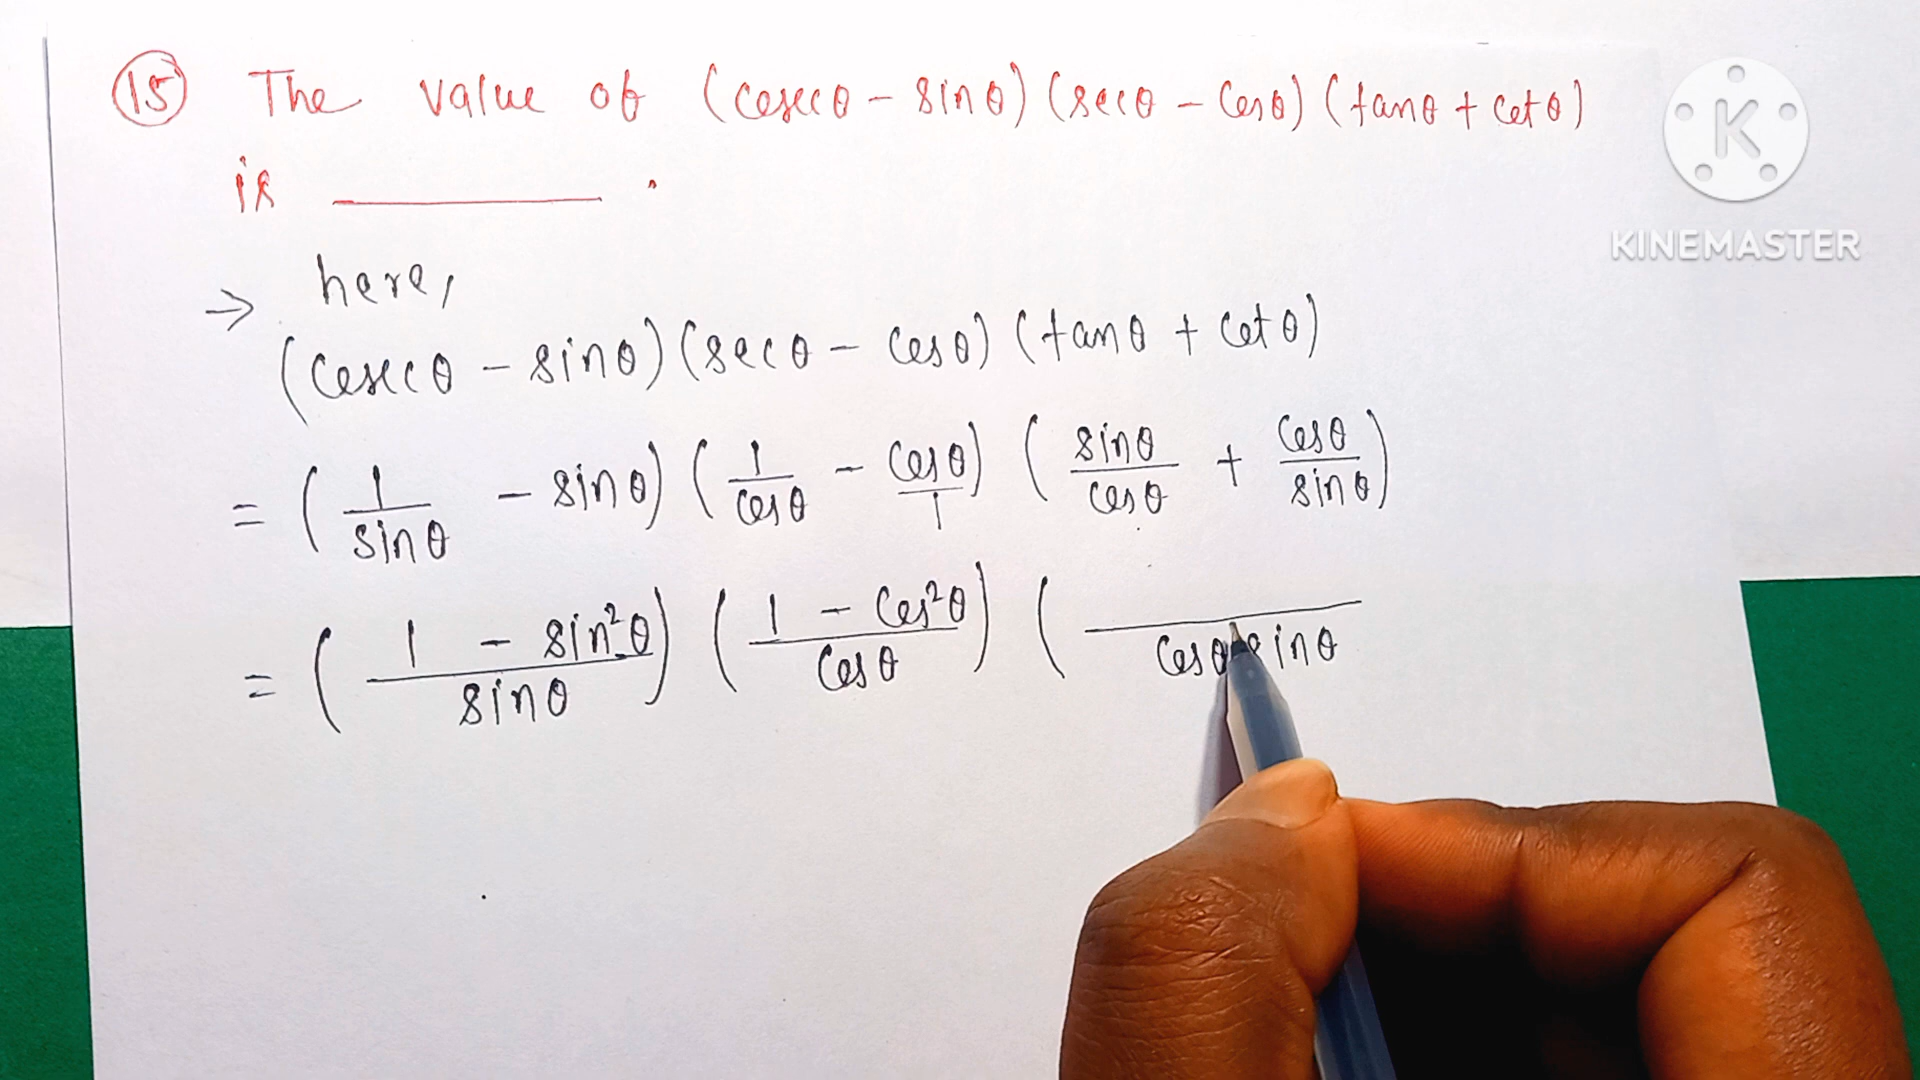 15 The value of (cosecθ - sinθ)(secθ - cosθ)(tanθ + cotθ)
is ________ .
→ here,
(cosecθ - sinθ)(secθ - cosθ)(tanθ + cotθ)
= (1/sinθ - sinθ)(1/cosθ - cosθ/1)(sinθ/cosθ + cosθ/sinθ)
= (1 - sin²θ/sinθ)(1 - cos²θ/cosθ)( /cosθ sinθ
K
KINEMASTER